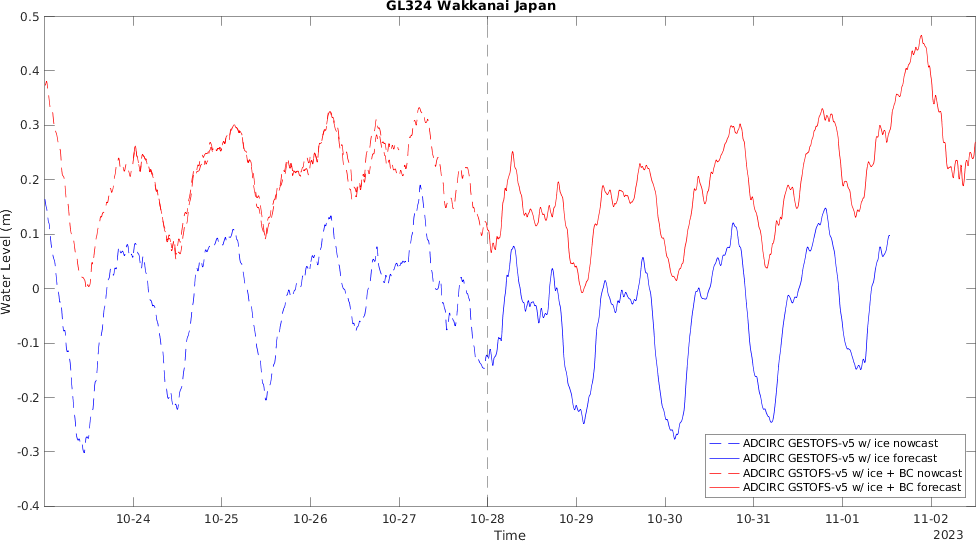 GL324 Wakkanai Japan
0.5
0.4
0.3
0.2
0.1
0
-0.1
-0.2
-0.3
-0.4
Water Level (m)
ADCIRC GESTOFS-v5 w/ ice nowcast
ADCIRC GESTOFS-v5 w/ ice forecast
ADCIRC GSTOFS-v5 w/ ice + BC nowcast
ADCIRC GSTOFS-v5 w/ ice + BC forecast
10-24 10-25 10-26 10-27 10-28 10-29 10-30 10-31 11-01 11-02
Time
2023